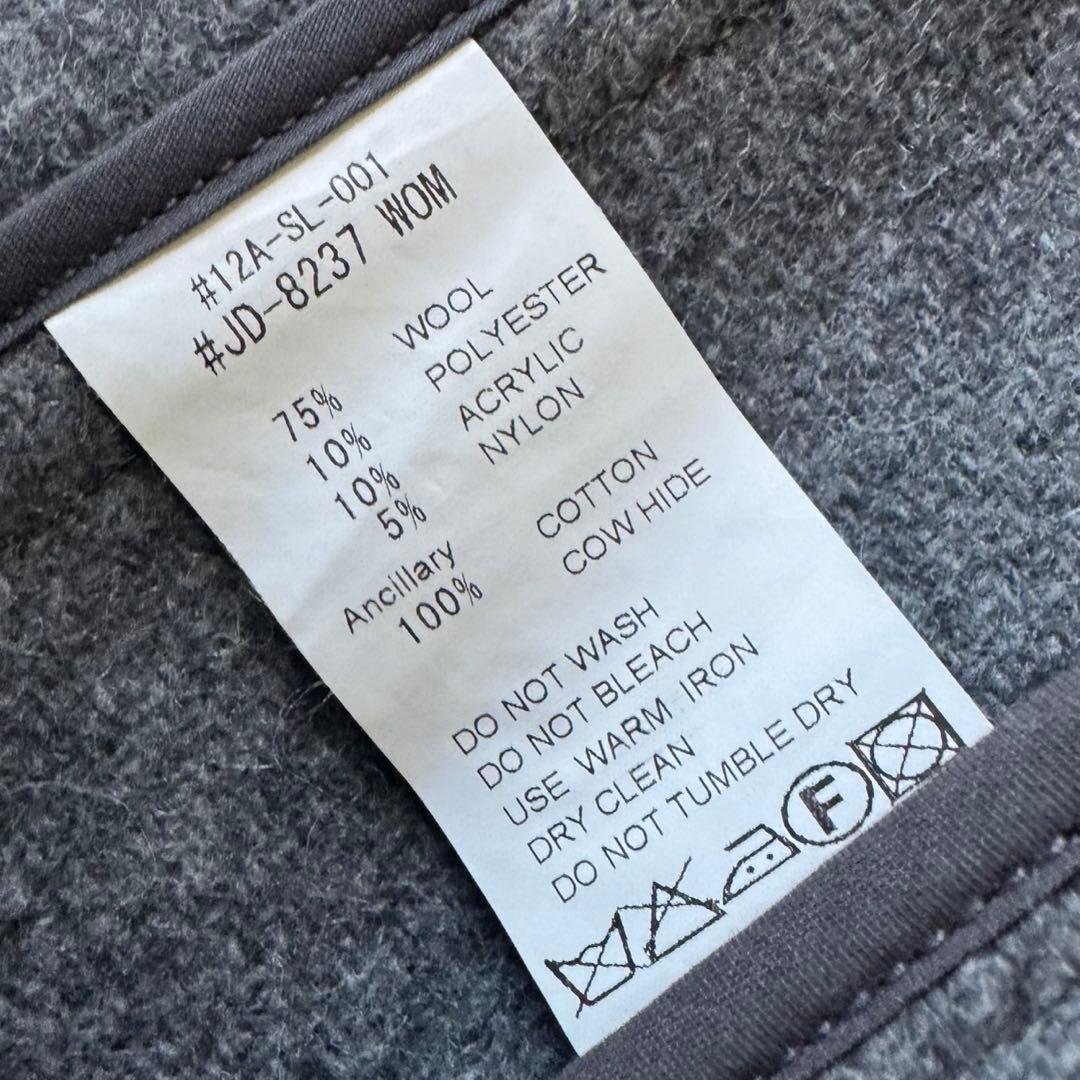 #12A-SL-001
#JD-8237 WOM
75% WOOL
10% POLYESTER
10% ACRYLIC
5% NYLON
Ancillary COTTON
100% COW HIDE
DO NOT WASH
DO NOT BLEACH
USE WARM IRON
DRY CLEAN
DO NOT TUMBLE DRY
F